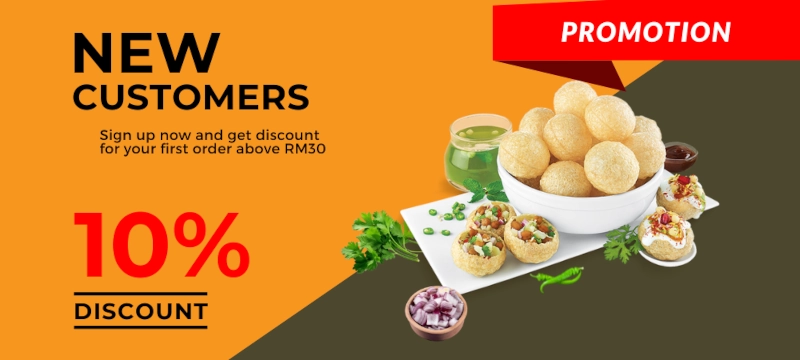 PROMOTION
NEW
CUSTOMERS
Sign up now and get discount
for your first order above RM30
10%
DISCOUNT